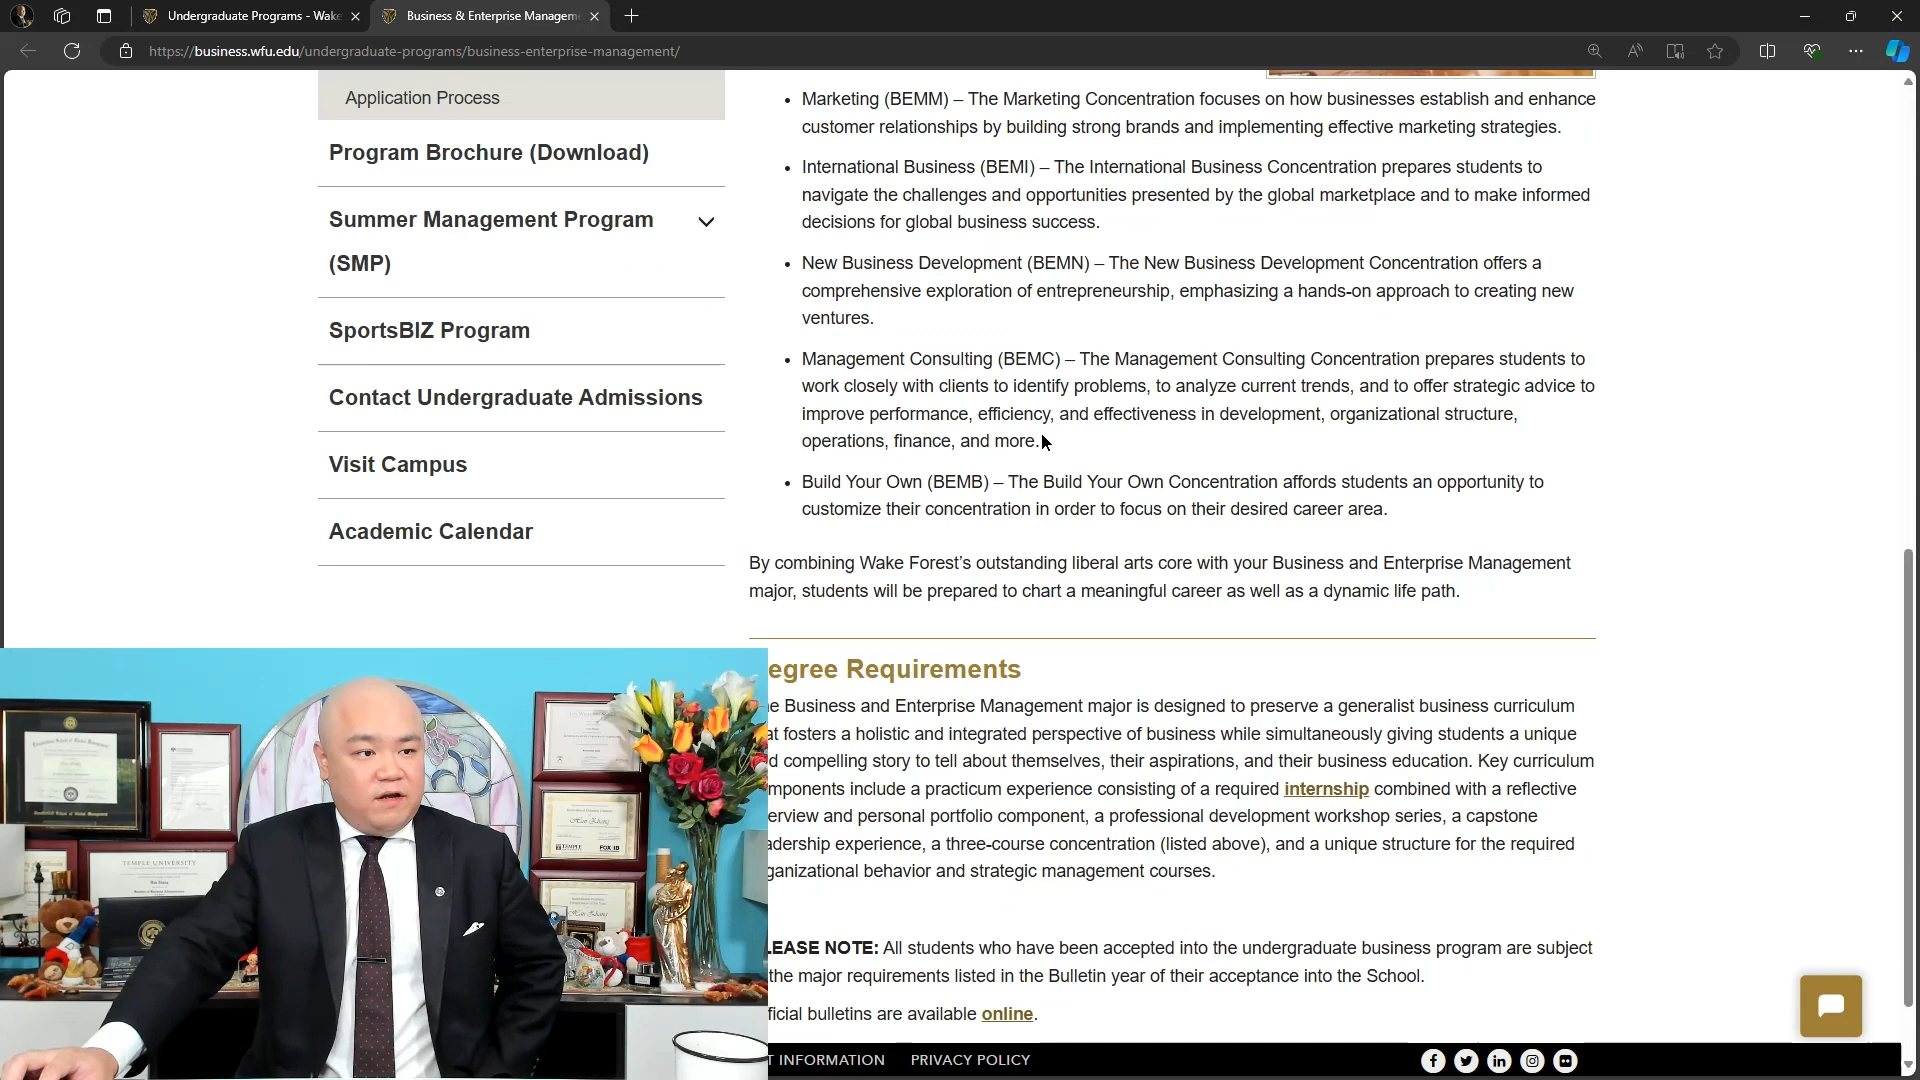 Undergraduate Programs - Wake
Business & Enterprise Managem
https://business.wfu.edu/undergraduate-programs/business-enterprise-management/
Application Process
Program Brochure (Download)
Summer Management Program
(SMP)
SportsBIZ Program
Contact Undergraduate Admissions
Visit Campus
Academic Calendar
• Marketing (BEMM) – The Marketing Concentration focuses on how businesses establish and enhance
customer relationships by building strong brands and implementing effective marketing strategies.
• International Business (BEMI) – The International Business Concentration prepares students to
navigate the challenges and opportunities presented by the global marketplace and to make informed
decisions for global business success.
• New Business Development (BEMN) – The New Business Development Concentration offers a
comprehensive exploration of entrepreneurship, emphasizing a hands-on approach to creating new
ventures.
• Management Consulting (BEMC) – The Management Consulting Concentration prepares students to
work closely with clients to identify problems, to analyze current trends, and to offer strategic advice to
improve performance, efficiency, and effectiveness in development, organizational structure,
operations, finance, and more.
• Build Your Own (BEMB) – The Build Your Own Concentration affords students an opportunity to
customize their concentration in order to focus on their desired career area.
By combining Wake Forest’s outstanding liberal arts core with your Business and Enterprise Management
major, students will be prepared to chart a meaningful career as well as a dynamic life path.
egree Requirements
e Business and Enterprise Management major is designed to preserve a generalist business curriculum
at fosters a holistic and integrated perspective of business while simultaneously giving students a unique
d compelling story to tell about themselves, their aspirations, and their business education. Key curriculum
mponents include a practicum experience consisting of a required internship combined with a reflective
erview and personal portfolio component, a professional development workshop series, a capstone
adership experience, a three-course concentration (listed above), and a unique structure for the required
ganizational behavior and strategic management courses.
LEASE NOTE: All students who have been accepted into the undergraduate business program are subject
the major requirements listed in the Bulletin year of their acceptance into the School.
ficial bulletins are available online.
T INFORMATION PRIVACY POLICY
TEMPLE UNIVERSITY
Han Zhang
TEMPLE FOX IB